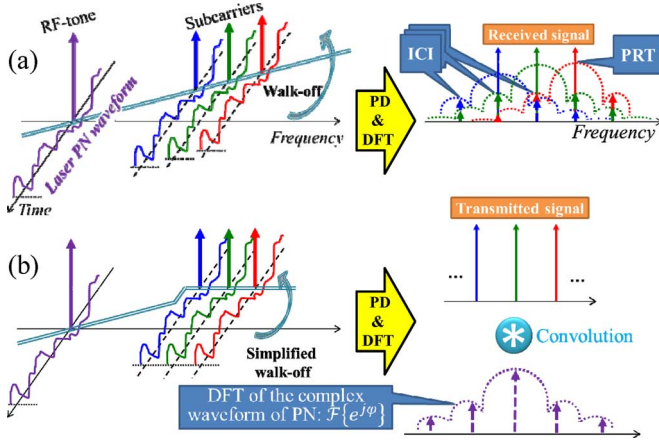 (a)
RF-tone
Subcarriers
Laser PN waveform
Time
Walk-off
Frequency
PD
&
DFT
ICI
Received signal
PRT
Frequency
(b)
Simplified
walk-off
PD
&
DFT
Transmitted signal
...
...
Convolution
DFT of the complex
waveform of PN: ℱ{e^{jφ}}